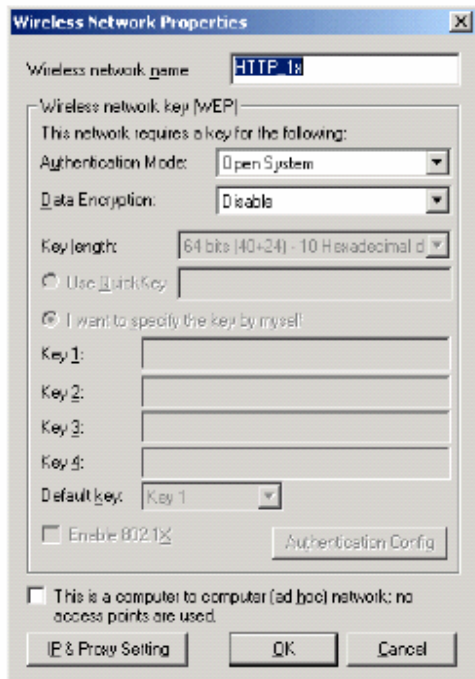 Wireless Network Properties
Wireless network name HTTP_1x
Wireless network key (WEP)
This network requires a key for the following:
Authentication Mode: Open System
Data Encryption: Disable
Key length: 64 bits (40+24) - 10 Hexadecimal d
Use QuickKey
I want to specify the key by myself
Key 1:
Key 2:
Key 3:
Key 4:
Default key: Key 1
Enable 802.1X Authentication Config
This is a computer to computer (ad hoc) network; no
access points are used.
IP & Proxy Setting OK Cancel